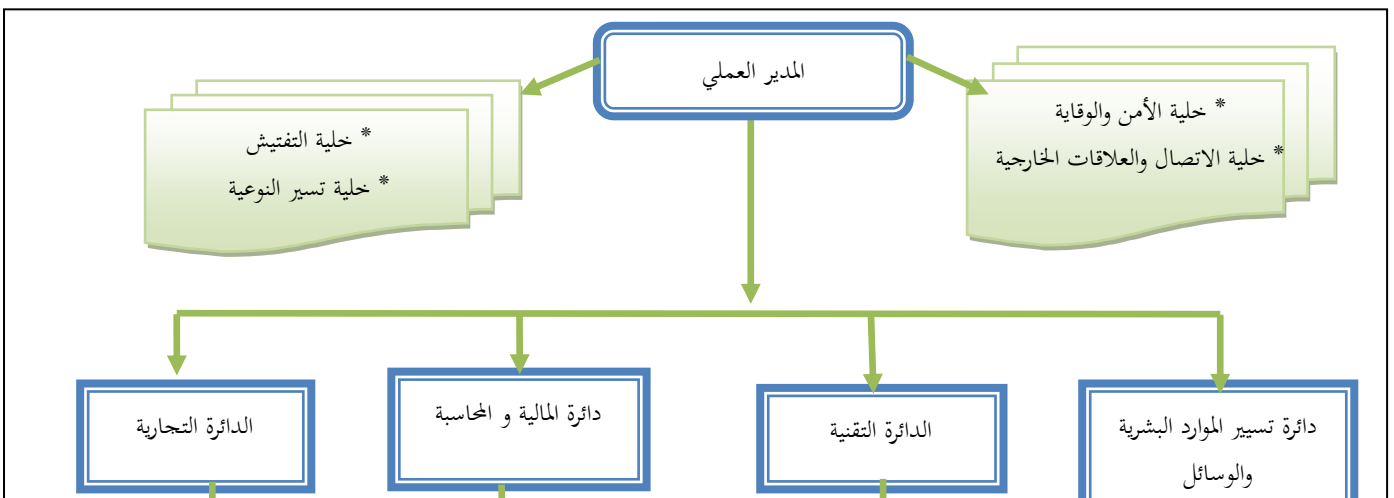 المدير العملي
* خلية الأمن والوقاية
* خلية الاتصال والعلاقات الخارجية
* خلية التفتيش
* خلية تسير النوعية
دائرة تسيير الموارد البشرية
والوسائل
الدائرة التقنية
دائرة المالية و المحاسبة
الدائرة التجارية